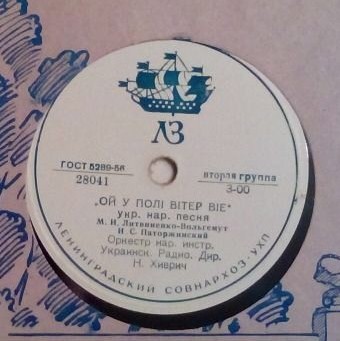 ЛЗ
ГОСТ 5289-56
28041
вторая группа
3-00
„ОЙ У ПОЛІ ВІТЕР ВІЕ"
укр. нар. песня
М. И. Литвиненко-Вольгемут
И. С. Паторжинский
Оркестр нар. инстр.
Украинск. Радио. Дир.
Н. Хиврич
ЛЕНИНГРАДСКИЙ СОВНАРХОЗ·УХП